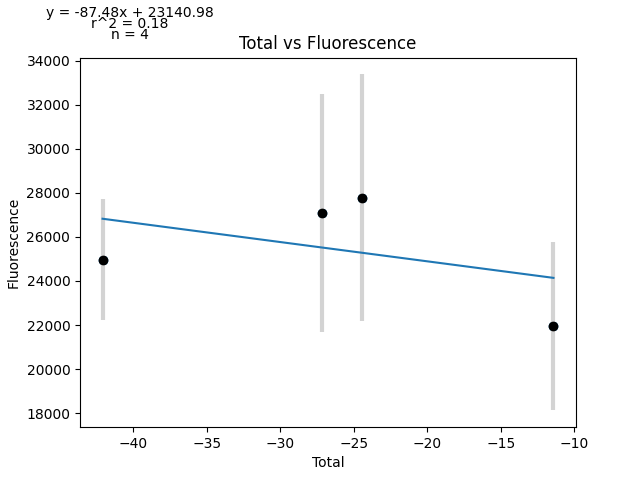 y = -87.48x + 23140.98
r^2 = 0.18
n = 4
Total vs Fluorescence
34000
32000
30000
28000
26000
24000
22000
20000
18000
Fluorescence
−40
−35
−30
−25
−20
−15
−10
Total